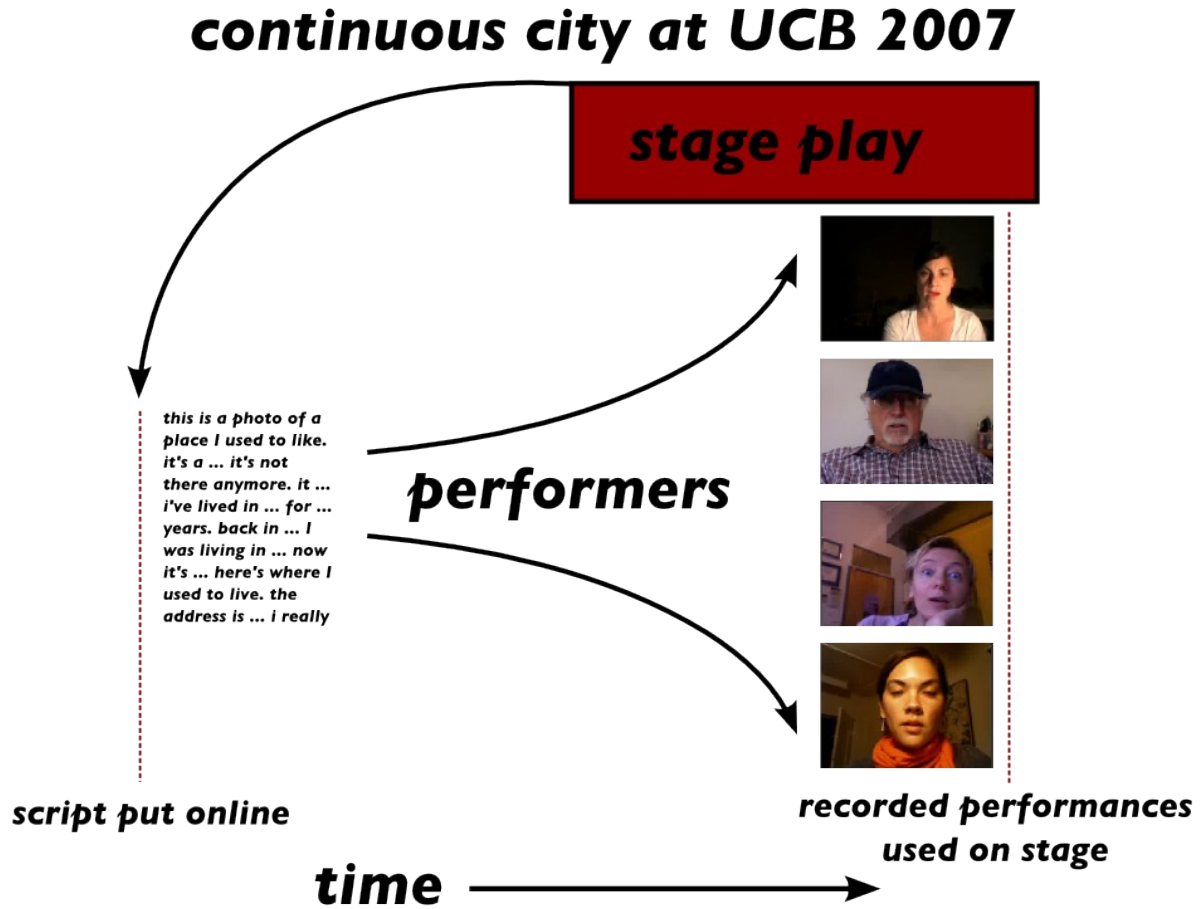 continuous city at UCB 2007
stage play
this is a photo of a
place I used to like.
it's a ... it's not
there anymore. it ...
i've lived in ... for ...
years. back in ... I
was living in ... now
it's ... here's where I
used to live. the
address is ... i really
performers
script put online
recorded performances
used on stage
time